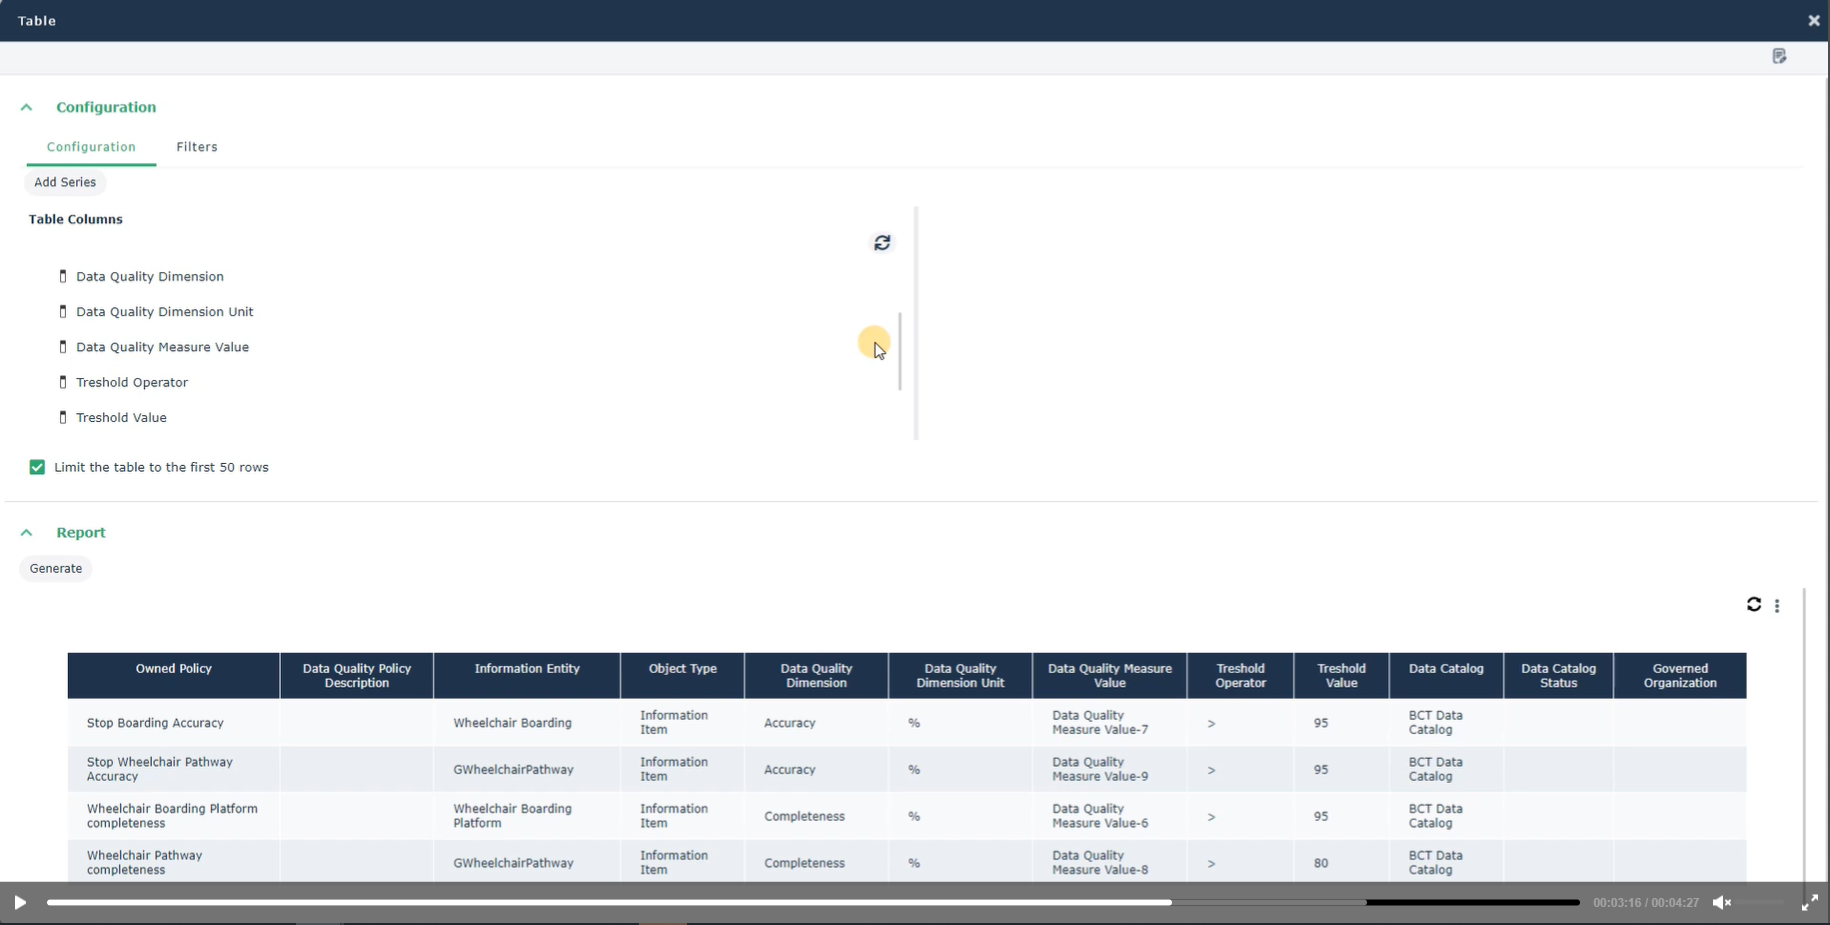 Table
Configuration
Configuration Filters
Add Series
Table Columns
Data Quality Dimension
Data Quality Dimension Unit
Data Quality Measure Value
Treshold Operator
Treshold Value
Limit the table to the first 50 rows
Report
Generate
Owned Policy Data Quality Policy Information Entity Object Type Data Quality Data Quality Data Quality Measure Treshold Treshold Data Catalog Data Catalog Governed
Description Dimension Dimension Unit Value Operator Value Status Organization
Stop Boarding Accuracy Wheelchair Boarding Information Accuracy % Data Quality > 95 BCT Data
Item Measure Value-7 Catalog
Stop Wheelchair Pathway GWheelchairPathway Information Accuracy % Data Quality > 95 BCT Data
Accuracy Item Measure Value-9 Catalog
Wheelchair Boarding Platform Wheelchair Boarding Information Completeness % Data Quality > 95 BCT Data
completeness Platform Item Measure Value-6 Catalog
Wheelchair Pathway GWheelchairPathway Information Completeness % Data Quality > 80 BCT Data
completeness Item Measure Value-8 Catalog
00:03:16 / 00:04:27